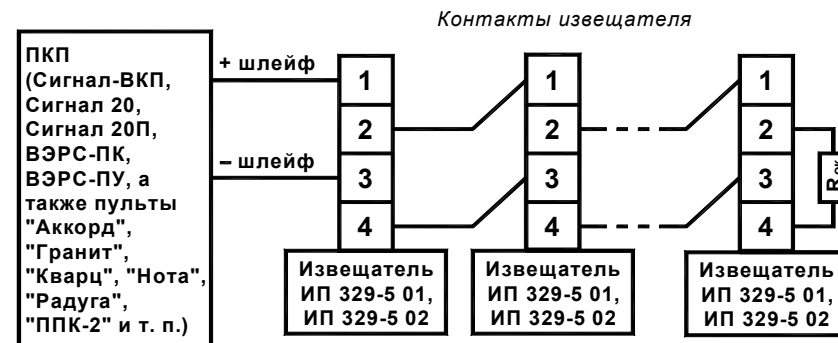 Контакты извещателя
ПКП
(Сигнал-ВКП,
Сигнал 20,
Сигнал 20П,
ВЭРС-ПК,
ВЭРС-ПУ, а
также пульты
"Аккорд",
"Гранит",
"Кварц", "Нота",
"Радуга",
"ППК-2" и т. п.)
+ шлейф
– шлейф
1
2
3
4
Извещатель
ИП 329-5 01,
ИП 329-5 02
1
2
3
4
Извещатель
ИП 329-5 01,
ИП 329-5 02
1
2
3
4
Извещатель
ИП 329-5 01,
ИП 329-5 02
Rок